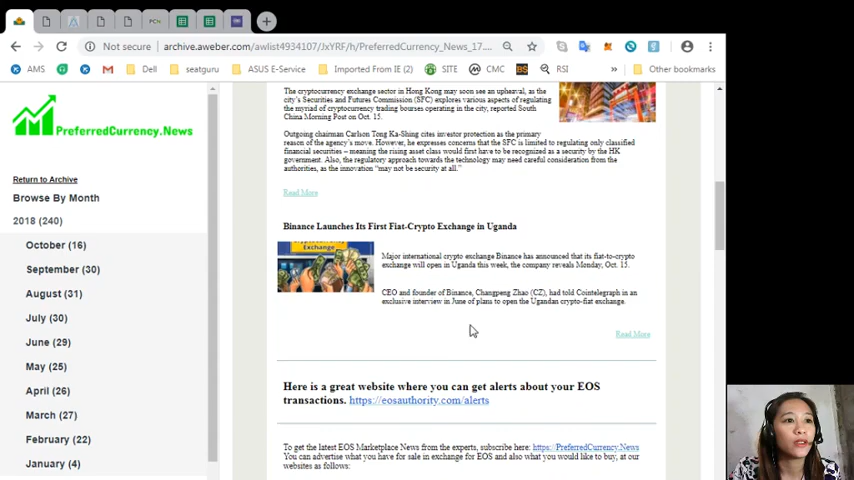 PCN
Not secure | archive.aweber.com/awlist4934107/JxYRF/h/PreferredCurrency_News_17....
AMS
Dell
seatguru
ASUS E-Service
Imported From IE (2)
SITE
CMC
BS
RSI
»
Other bookmarks
PreferredCurrency.News
Return to Archive
Browse By Month
2018 (240)
October (16)
September (30)
August (31)
July (30)
June (29)
May (25)
April (26)
March (27)
February (22)
January (4)
The cryptocurrency exchange sector in Hong Kong may soon see an upheaval, as the
city's Securities and Futures Commission (SFC) explores various aspects of regulating
the myriad of cryptocurrency trading bourses operating in the city, reported South
China Morning Post on Oct. 15.
Outgoing chairman Carlson Tong Ka-Shing cites investor protection as the primary
reason of the agency's move. However, he expresses concerns that the SFC is limited to regulating only classified
financial securities – meaning the rising asset class would first have to be recognized as a security by the HK
government. Also, the regulatory approach towards the technology may need careful consideration from the
authorities, as the innovation "may not be security at all."
Read More
Binance Launches Its First Fiat-Crypto Exchange in Uganda
Cryptocurrency
Exchange
Major international crypto exchange Binance has announced that its fiat-to-crypto
exchange will open in Uganda this week, the company reveals Monday, Oct. 15.
CEO and founder of Binance, Changpeng Zhao (CZ), had told Cointelegraph in an
exclusive interview in June of plans to open the Ugandan crypto-fiat exchange.
Read More
Here is a great website where you can get alerts about your EOS
transactions. https://eosauthority.com/alerts
To get the latest EOS Marketplace News from the experts, subscribe here: https://PreferredCurrency.News
You can advertise what you have for sale in exchange for EOS and also what you would like to buy, at our
websites as follows: